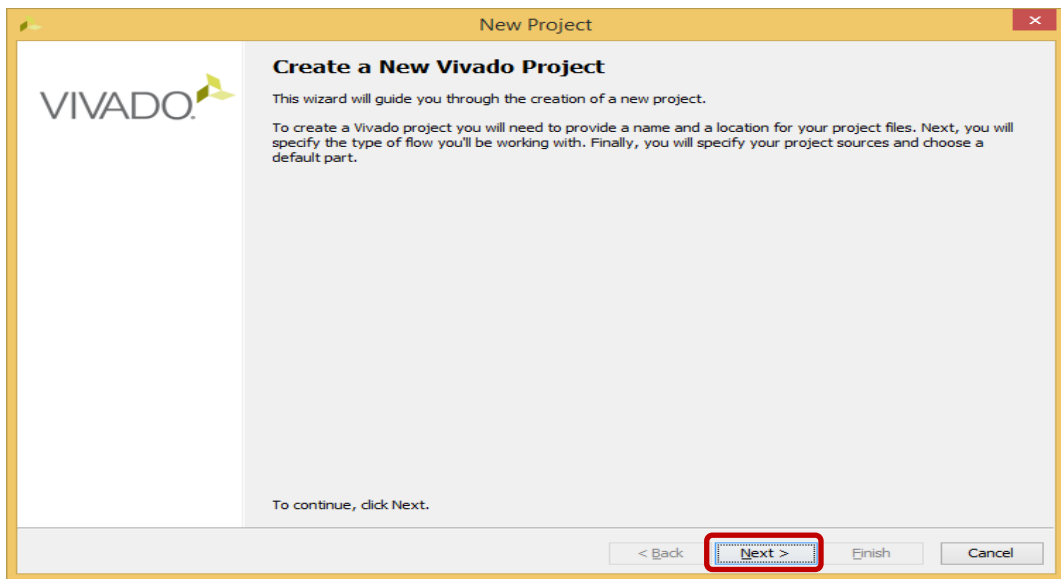 New Project
VIVADO.
Create a New Vivado Project
This wizard will guide you through the creation of a new project.
To create a Vivado project you will need to provide a name and a location for your project files. Next, you will
specify the type of flow you'll be working with. Finally, you will specify your project sources and choose a
default part.
To continue, click Next.
< Back Next > Finish Cancel